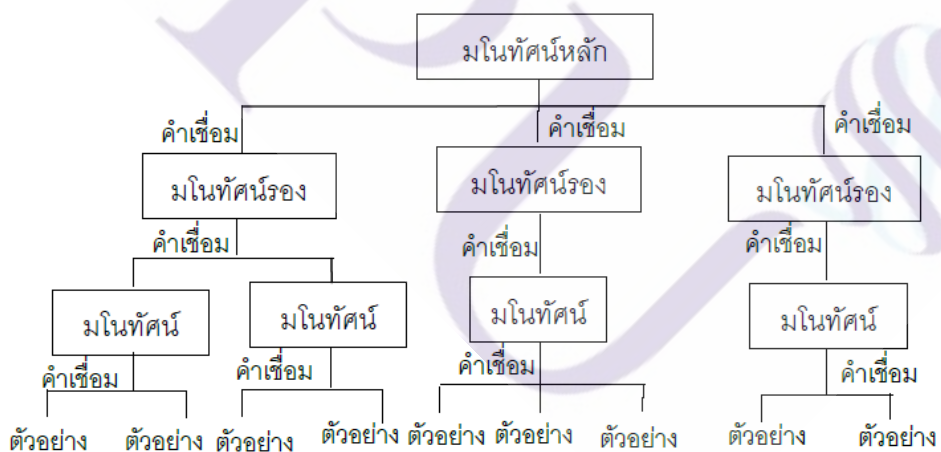 มโนทัศน์หลัก
คำเชื่อม คำเชื่อม คำเชื่อม
มโนทัศน์รอง มโนทัศน์รอง มโนทัศน์รอง
คำเชื่อม คำเชื่อม คำเชื่อม
มโนทัศน์ มโนทัศน์ มโนทัศน์ มโนทัศน์
คำเชื่อม คำเชื่อม คำเชื่อม คำเชื่อม
ตัวอย่าง ตัวอย่าง ตัวอย่าง ตัวอย่าง ตัวอย่าง ตัวอย่าง ตัวอย่าง ตัวอย่าง ตัวอย่าง